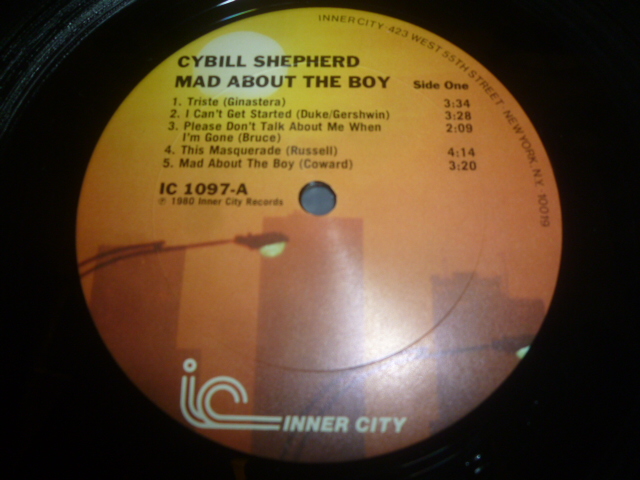 INNER CITY 423 WEST 55TH STREET NEW YORK, N.Y. 10019
CYBILL SHEPHERD
MAD ABOUT THE BOY
Side One
1. Triste (Ginastera) 3:34
2. I Can't Get Started (Duke/Gershwin) 3:28
3. Please Don't Talk About Me When 2:09
I'm Gone (Bruce)
4. This Masquerade (Russell) 4:14
5. Mad About The Boy (Coward) 3:20
IC 1097-A
℗ 1980 Inner City Records
ic
INNER CITY